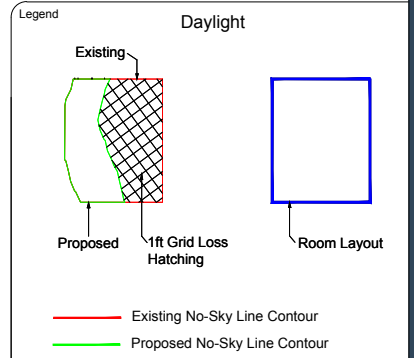 Legend
Daylight
Existing
Proposed
1ft Grid Loss
Hatching
Room Layout
Existing No-Sky Line Contour
Proposed No-Sky Line Contour